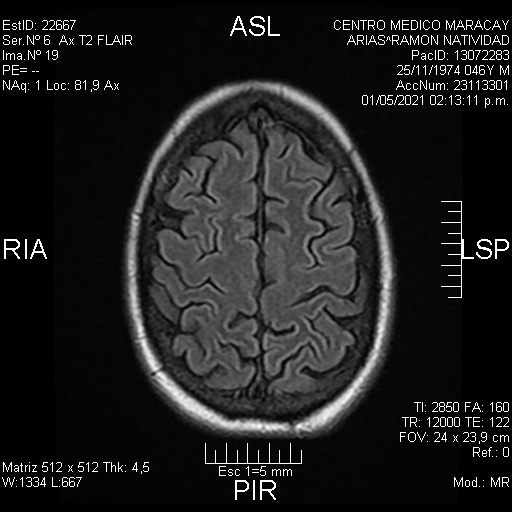 EstID: 22667
Ser.Nº 6 Ax T2 FLAIR
Ima.Nº 19
PE= --
NAq: 1 Loc: 81,9 Ax
ASL
CENTRO MEDICO MARACAY
ARIAS^RAMON NATIVIDAD
PacID: 13072283
25/11/1974 046Y M
AccNum: 23113301
01/05/2021 02:13:11 p.m.
RIA
LSP
TI: 2850 FA: 160
TR: 12000 TE: 122
FOV: 24 x 23,9 cm
Ref.: 0
Mod.: MR
Matriz 512 x 512 Thk: 4,5
W:1334 L:667
Esc 1=5 mm
PIR